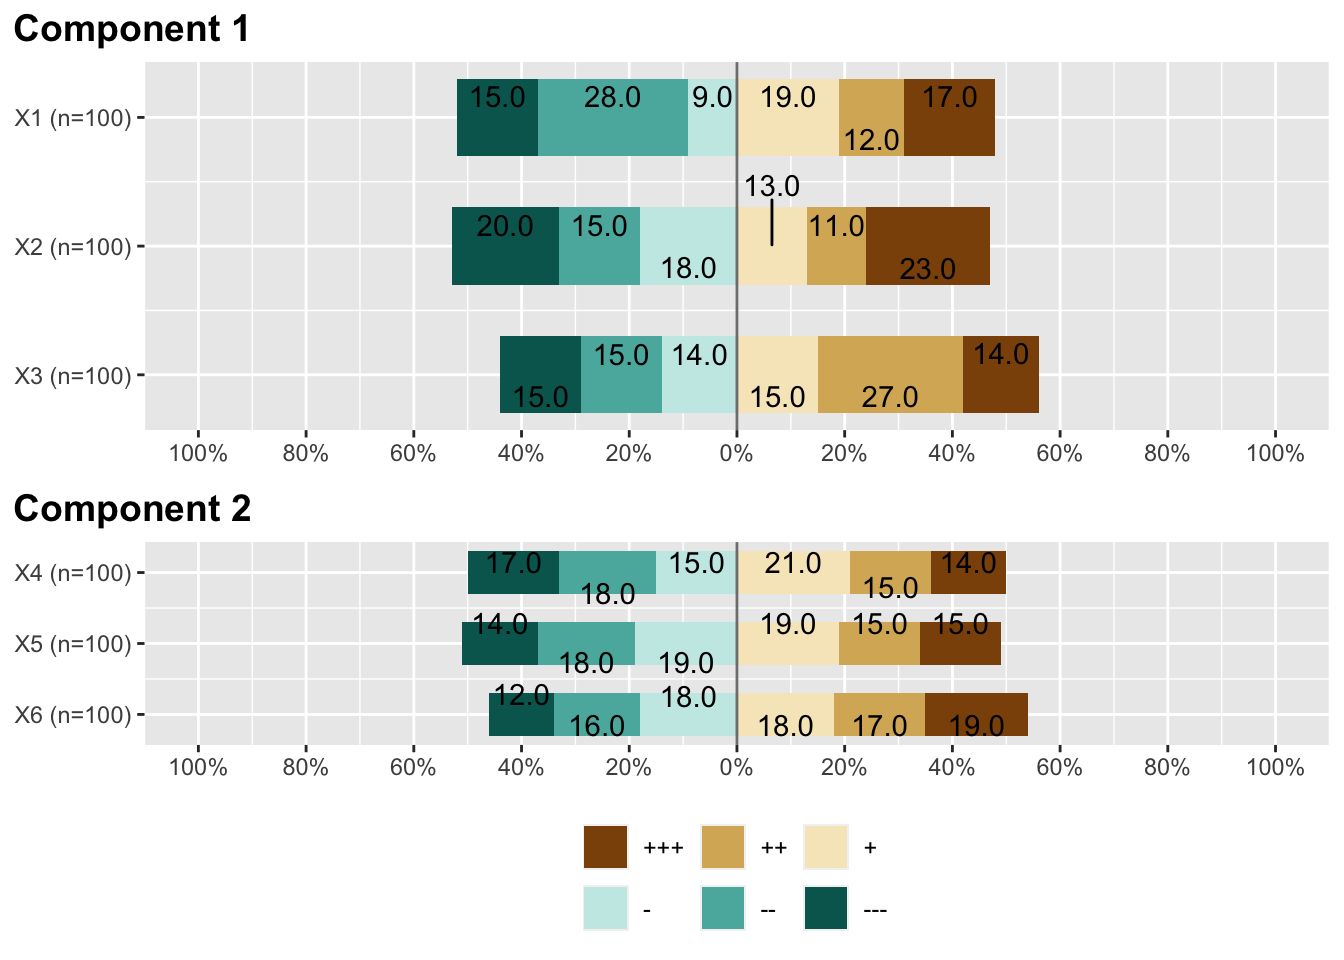 Component 1
X1 (n=100) 15.0 28.0 9.0 19.0 12.0 17.0
13.0
X2 (n=100) 20.0 15.0 18.0 11.0 23.0
X3 (n=100) 15.0 15.0 14.0 15.0 27.0 14.0
100% 80% 60% 40% 20% 0% 20% 40% 60% 80% 100%
Component 2
X4 (n=100) 17.0 18.0 15.0 21.0 15.0 14.0
X5 (n=100) 14.0 18.0 19.0 19.0 15.0 15.0
X6 (n=100) 12.0 16.0 18.0 18.0 17.0 19.0
100% 80% 60% 40% 20% 0% 20% 40% 60% 80% 100%
+++ ++ +
- -- ---